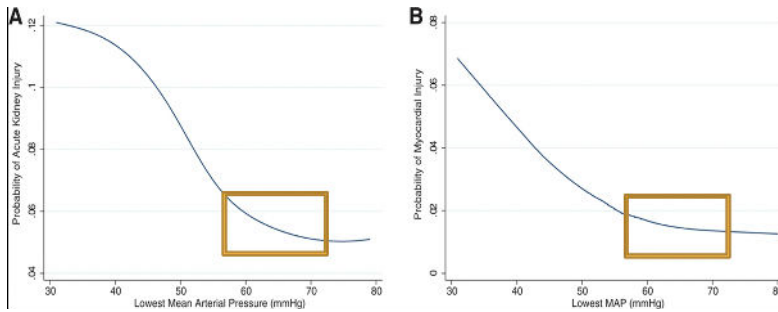 A
Probability of Acute Kidney Injury
.12
.1
.08
.06
.04
30 40 50 60 70 80
Lowest Mean Arterial Pressure (mmHg)
B
Probability of Myocardial Injury
.08
.06
.04
.02
0
30 40 50 60 70 80
Lowest MAP (mmHg)